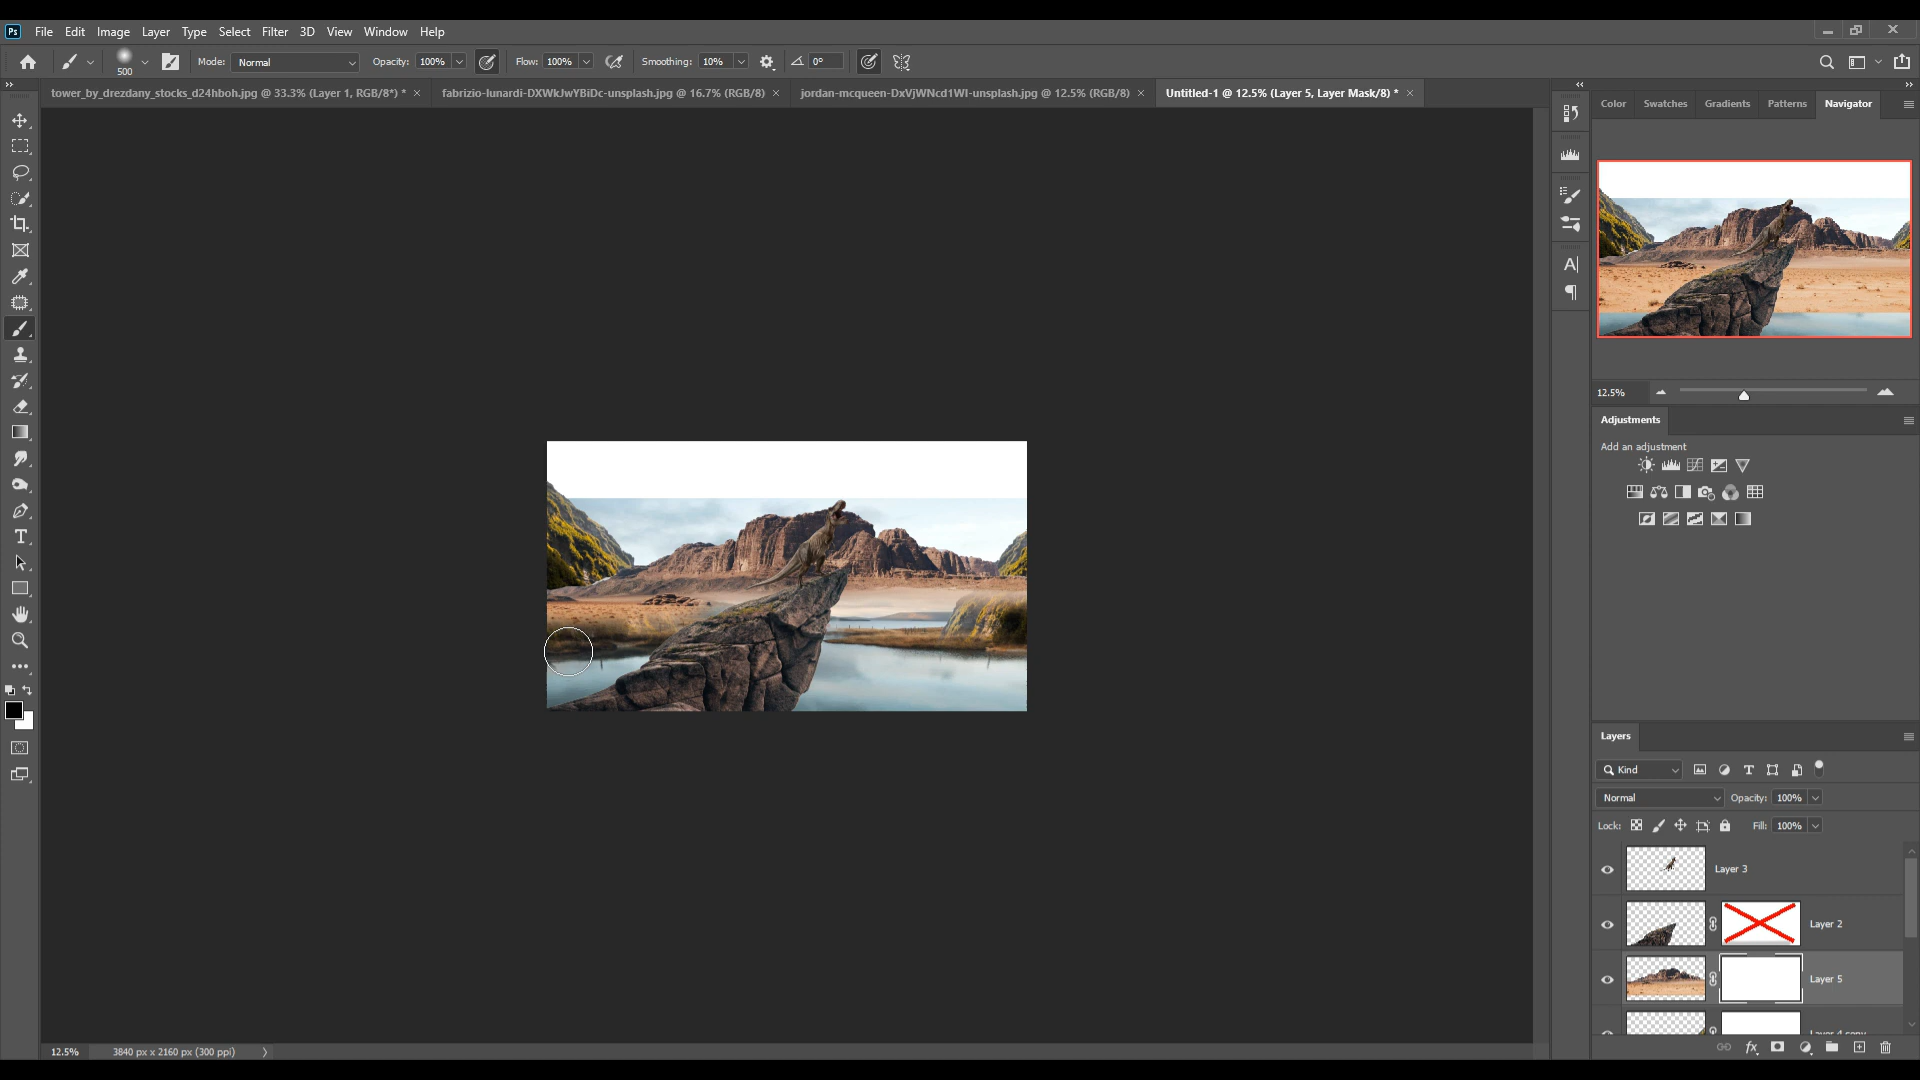 Ps File Edit Image Layer Type Select Filter 3D View Window Help
500 Mode: Normal Opacity: 100% Flow: 100% Smoothing: 10% 0°
tower_by_drezdany_stocks_d24hboh.jpg @ 33.3% (Layer 1, RGB/8*) * fabrizio-lunardi-DXWkJwYBiDc-unsplash.jpg @ 16.7% (RGB/8) jordan-mcqueen-DxVjWNcd1WI-unsplash.jpg @ 12.5% (RGB/8) Untitled-1 @ 12.5% (Layer 5, Layer Mask/8) *
Color Swatches Gradients Patterns Navigator
12.5%
Adjustments
Add an adjustment
Layers
Kind
Normal Opacity: 100%
Lock: Fill: 100%
Layer 3
Layer 2
Layer 5
Layer 4 copy
12.5% 3840 px x 2160 px (300 ppi)